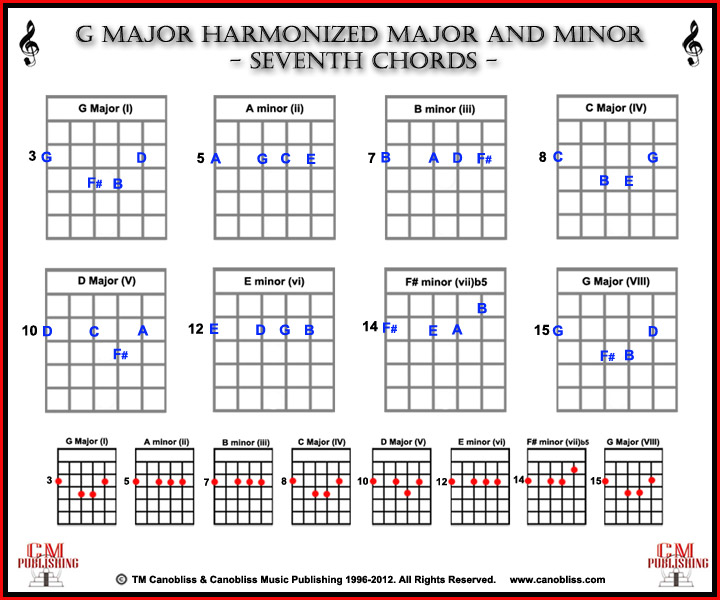 G MAJOR HARMONIZED MAJOR AND MINOR
- SEVENTH CHORDS -
G Major (I)
3 G D
F# B
A minor (ii)
5 A G C E
B minor (iii)
7 B A D F#
C Major (IV)
8 C G
B E
D Major (V)
10 D C A
F#
E minor (vi)
12 E D G B
F# minor (vii)b5
B
14 F# E A
G Major (VIII)
15 G D
F# B
G Major (I)
3
A minor (ii)
5
B minor (iii)
7
C Major (IV)
8
D Major (V)
10
E minor (vi)
12
F# minor (vii)b5
14
G Major (VIII)
15
CM
PUBLISHING
© TM Canobliss & Canobliss Music Publishing 1996-2012. All Rights Reserved. www.canobliss.com
CM
PUBLISHING